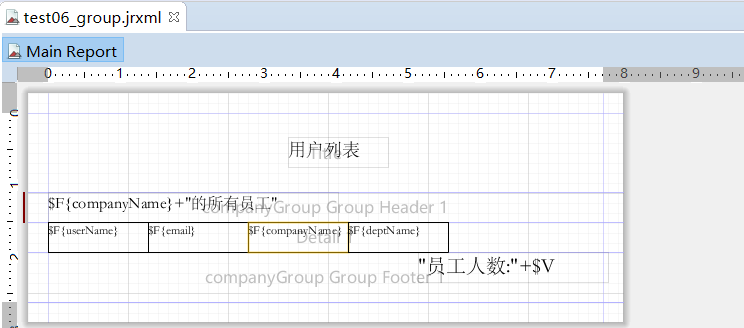 test06_group.jrxml
Main Report
0 1 2 3 4 5 6 7 8 9
0
1
2
用户列表
Title
$F{companyName}+"的所有员工"
companyGroup Group Header 1
$F{userName} $F{email} $F{companyName} $F{deptName}
Detail 1
"员工人数:"+$V
companyGroup Group Footer 1